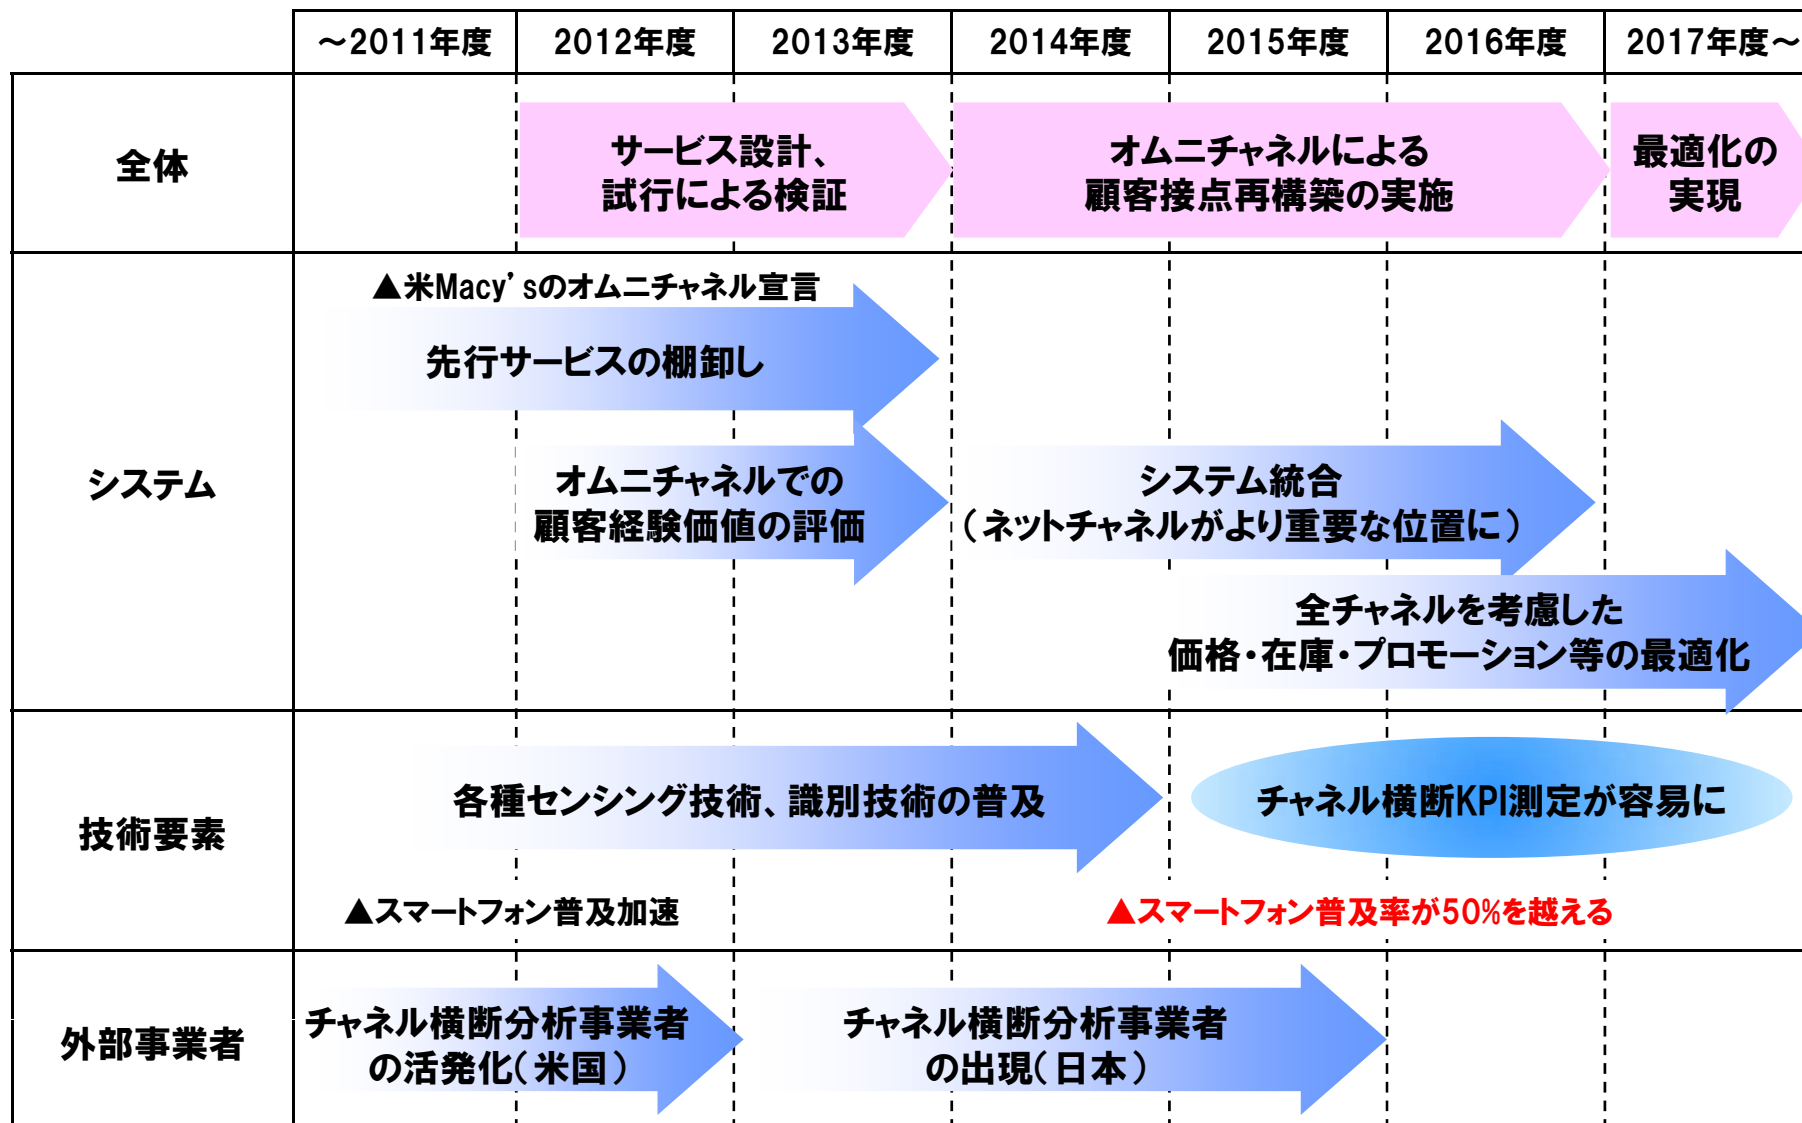 ～2011年度
2012年度
2013年度
2014年度
2015年度
2016年度
2017年度～
全体
サービス設計、
試行による検証
オムニチャネルによる
顧客接点再構築の実施
最適化の
実現
システム
▲米Macy’sのオムニチャネル宣言
先行サービスの棚卸し
オムニチャネルでの
顧客経験価値の評価
システム統合
（ネットチャネルがより重要な位置に）
全チャネルを考慮した
価格・在庫・プロモーション等の最適化
技術要素
各種センシング技術、識別技術の普及
チャネル横断KPI測定が容易に
▲スマートフォン普及加速
▲スマートフォン普及率が50%を越える
外部事業者
チャネル横断分析事業者
の活発化（米国）
チャネル横断分析事業者
の出現（日本）